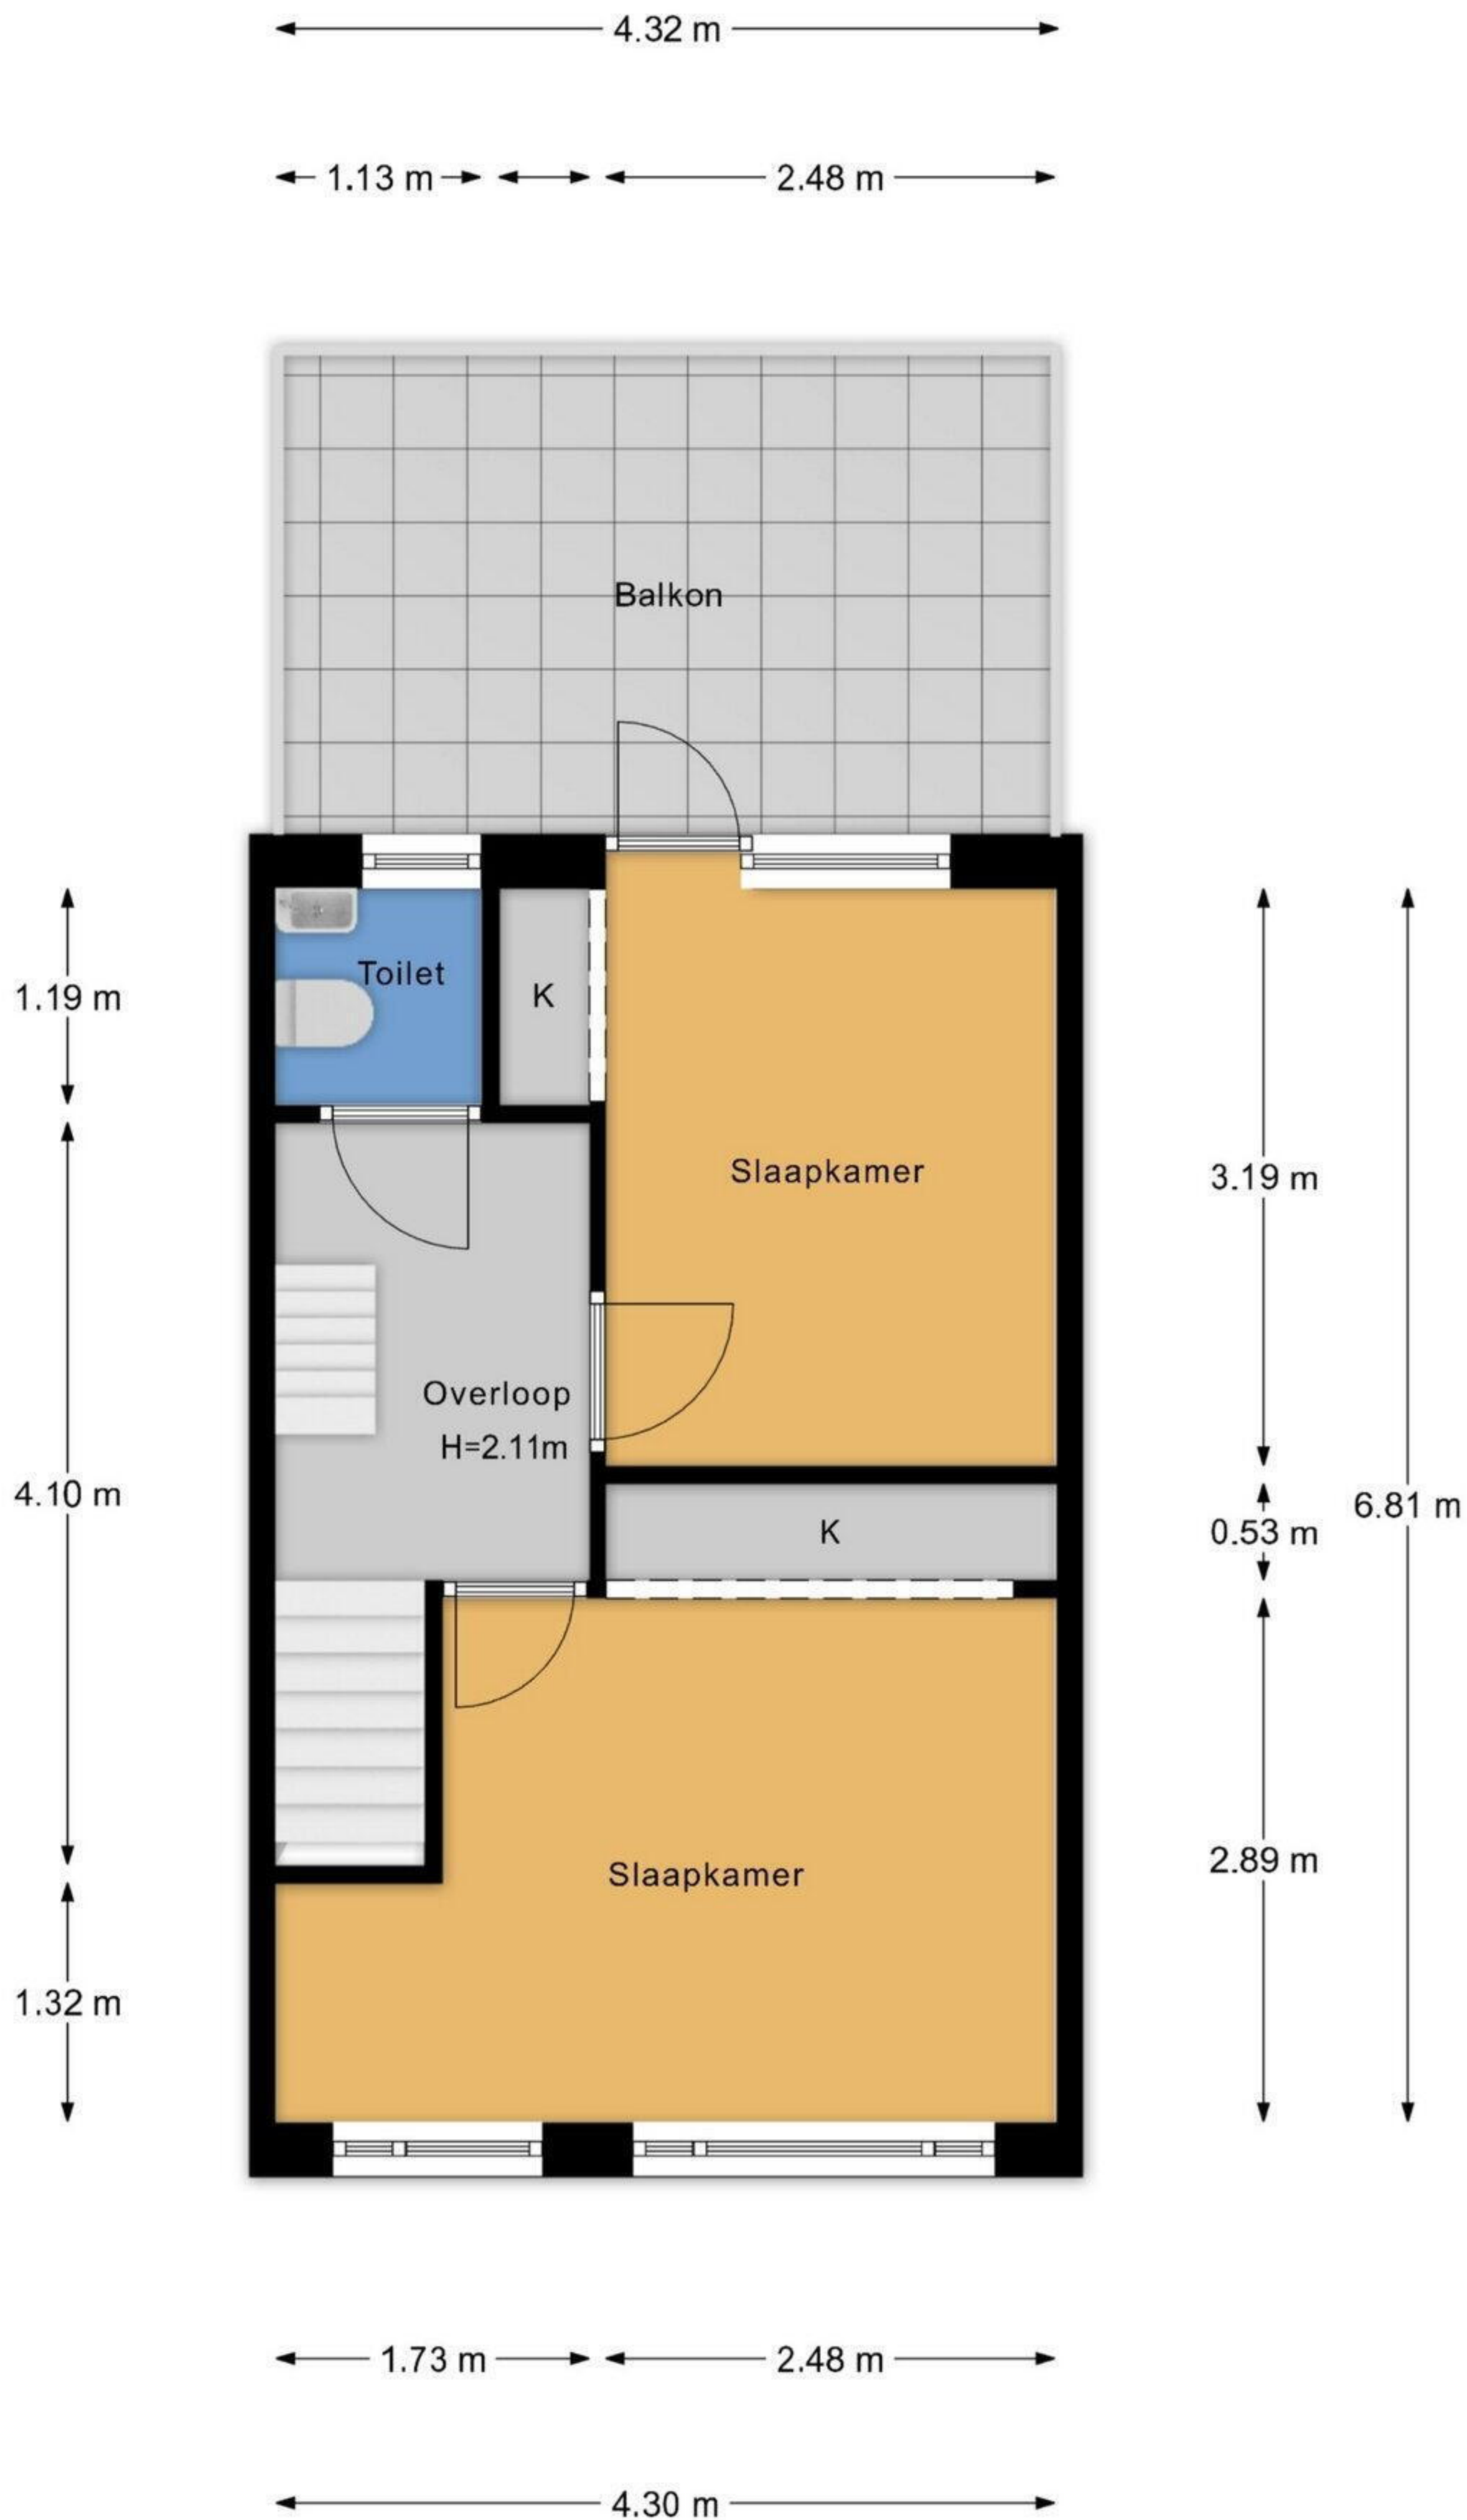 4.32 m
1.13 m
2.48 m
Balkon
Toilet
K
1.19 m
Slaapkamer
3.19 m
Overloop
H=2.11m
4.10 m
6.81 m
K
0.53 m
Slaapkamer
2.89 m
1.32 m
1.73 m
2.48 m
4.30 m